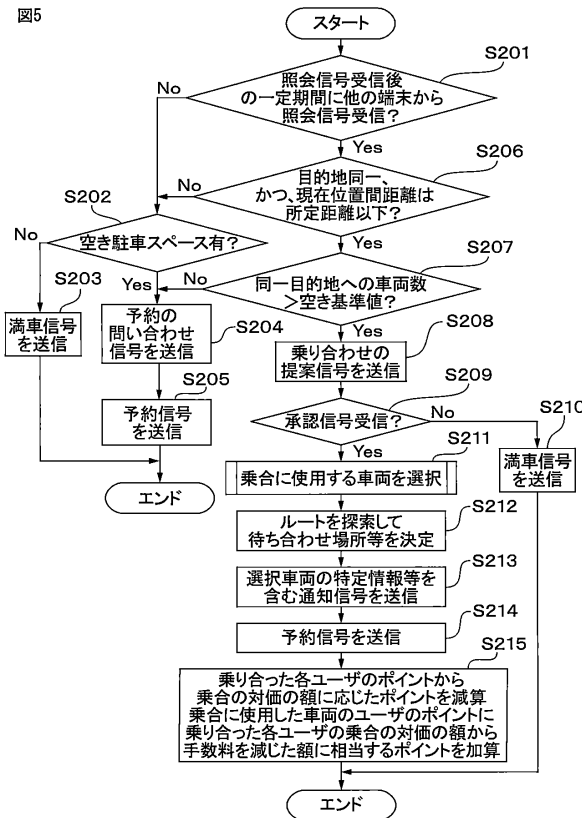 図5
スタート
S201
照会信号受信後
の一定期間に他の端末から
照会信号受信?
No
Yes
S206
目的地同一、
かつ、現在位置間距離は
所定距離以下?
No
Yes
S202
空き駐車スペース有?
No
Yes
S207
同一目的地への車両数
>空き基準値?
No
Yes
S203
満車信号
を送信
予約の
問い合わせ
信号を送信
S204
S208
乗り合わせの
提案信号を送信
S205
予約信号
を送信
S209
承認信号受信?
No
Yes
S210
満車信号
を送信
エンド
S211
乗合に使用する車両を選択
S212
ルートを探索して
待ち合わせ場所等を決定
S213
選択車両の特定情報等を
含む通知信号を送信
S214
予約信号を送信
S215
乗り合った各ユーザのポイントから
乗合の対価の額に応じたポイントを減算
乗合に使用した車両のユーザのポイントに
乗り合った各ユーザの乗合の対価の額から
手数料を減じた額に相当するポイントを加算
エンド